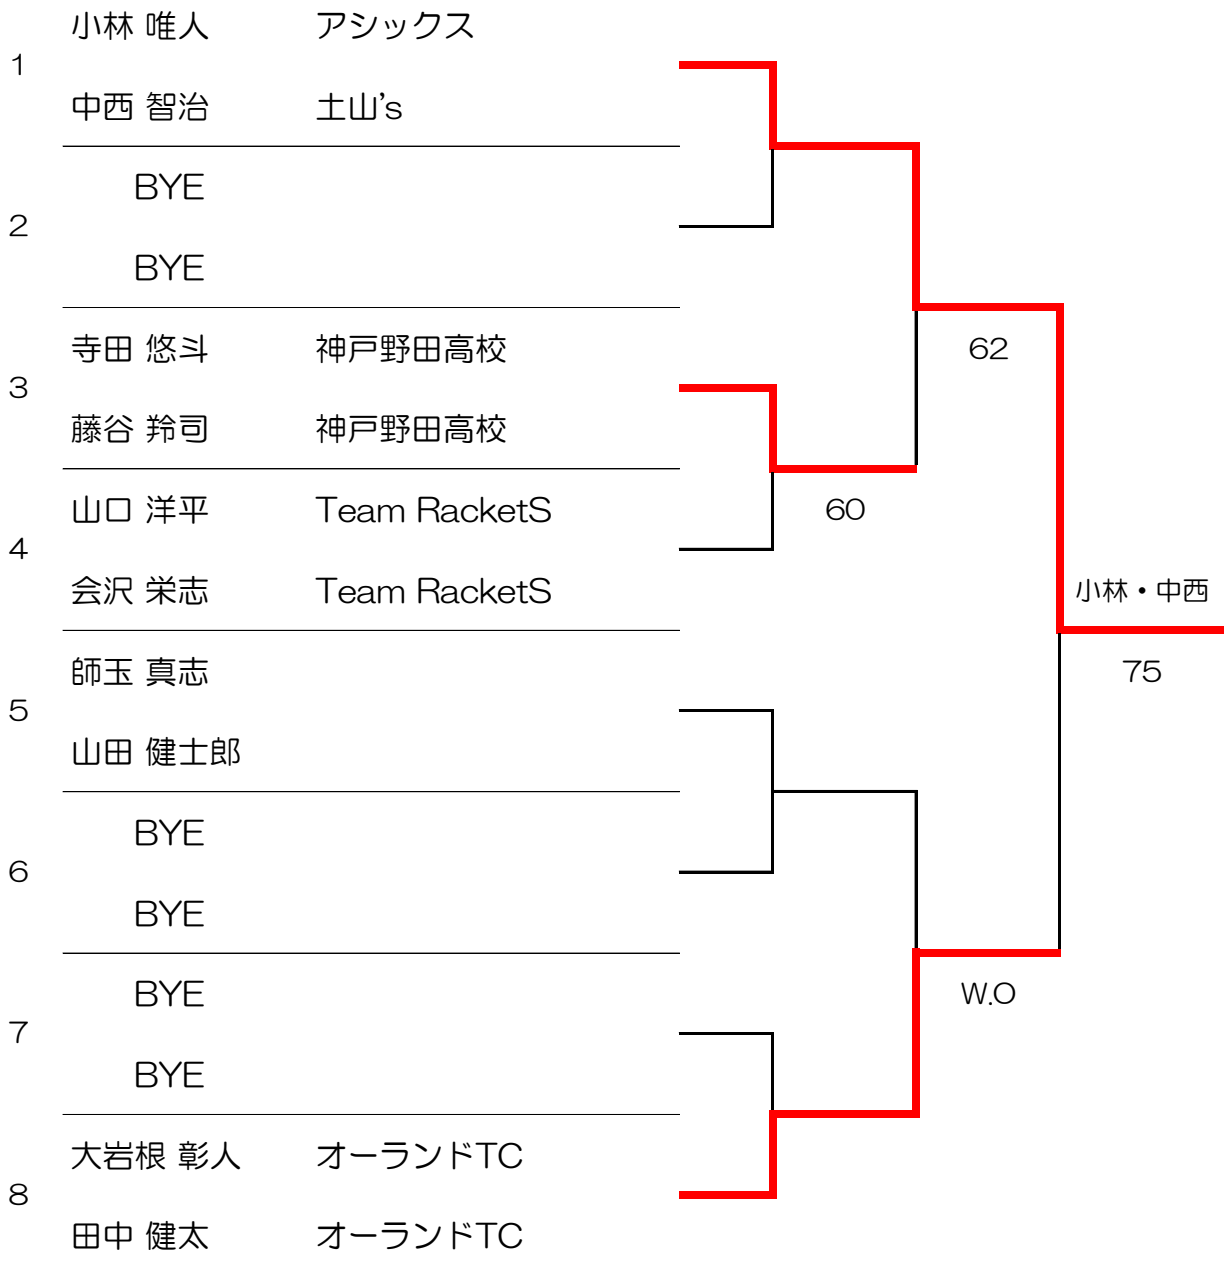 小林 唯人 アシックス
1
中西 智治 土山's
BYE
2
BYE
寺田 悠斗 神戸野田高校
62
3
藤谷 羚司 神戸野田高校
山口 洋平 Team RacketS
60
4
会沢 栄志 Team RacketS
小林・中西
師玉 真志
75
5
山田 健士郎
BYE
6
BYE
BYE
W.O
7
BYE
大岩根 彰人 オーランドTC
8
田中 健太 オーランドTC